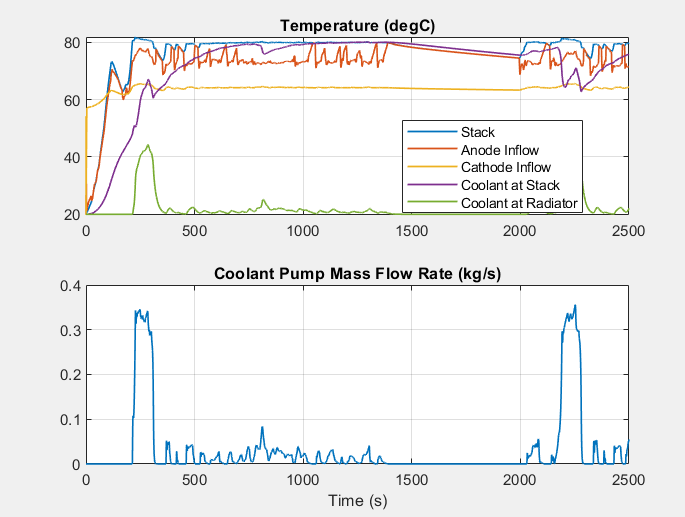 Temperature (degC)
80
60
40
20
Stack
Anode Inflow
Cathode Inflow
Coolant at Stack
Coolant at Radiator
0 500 1000 1500 2000 2500
Coolant Pump Mass Flow Rate (kg/s)
0.4
0.3
0.2
0.1
0
0 500 1000 1500 2000 2500
Time (s)